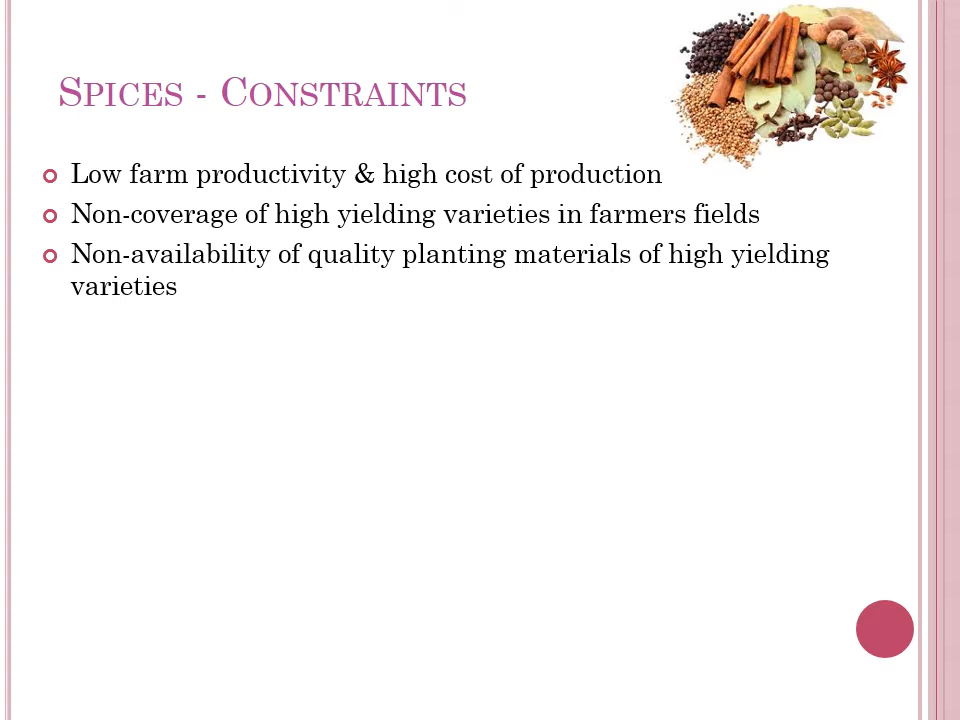 Spices - Constraints
Low farm productivity & high cost of production
Non-coverage of high yielding varieties in farmers fields
Non-availability of quality planting materials of high yielding
varieties